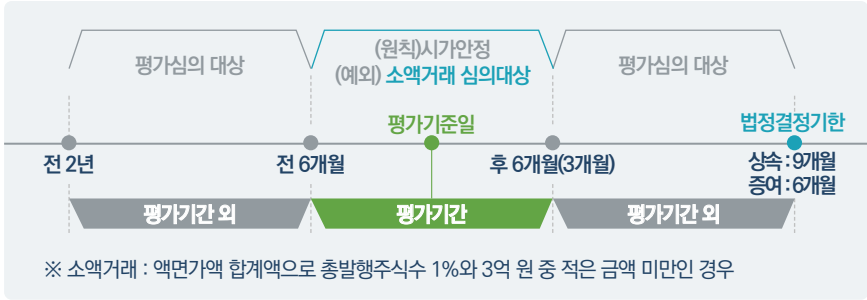 평가심의 대상
(원칙)시가안정
(예외) 소액거래 심의대상
평가심의 대상
평가기준일
법정결정기한
전 2년
전 6개월
후 6개월(3개월)
상속 : 9개월
증여 : 6개월
평가기간 외
평가기간
평가기간 외
※ 소액거래 : 액면가액 합계액으로 총발행주식수 1%와 3억 원 중 적은 금액 미만인 경우